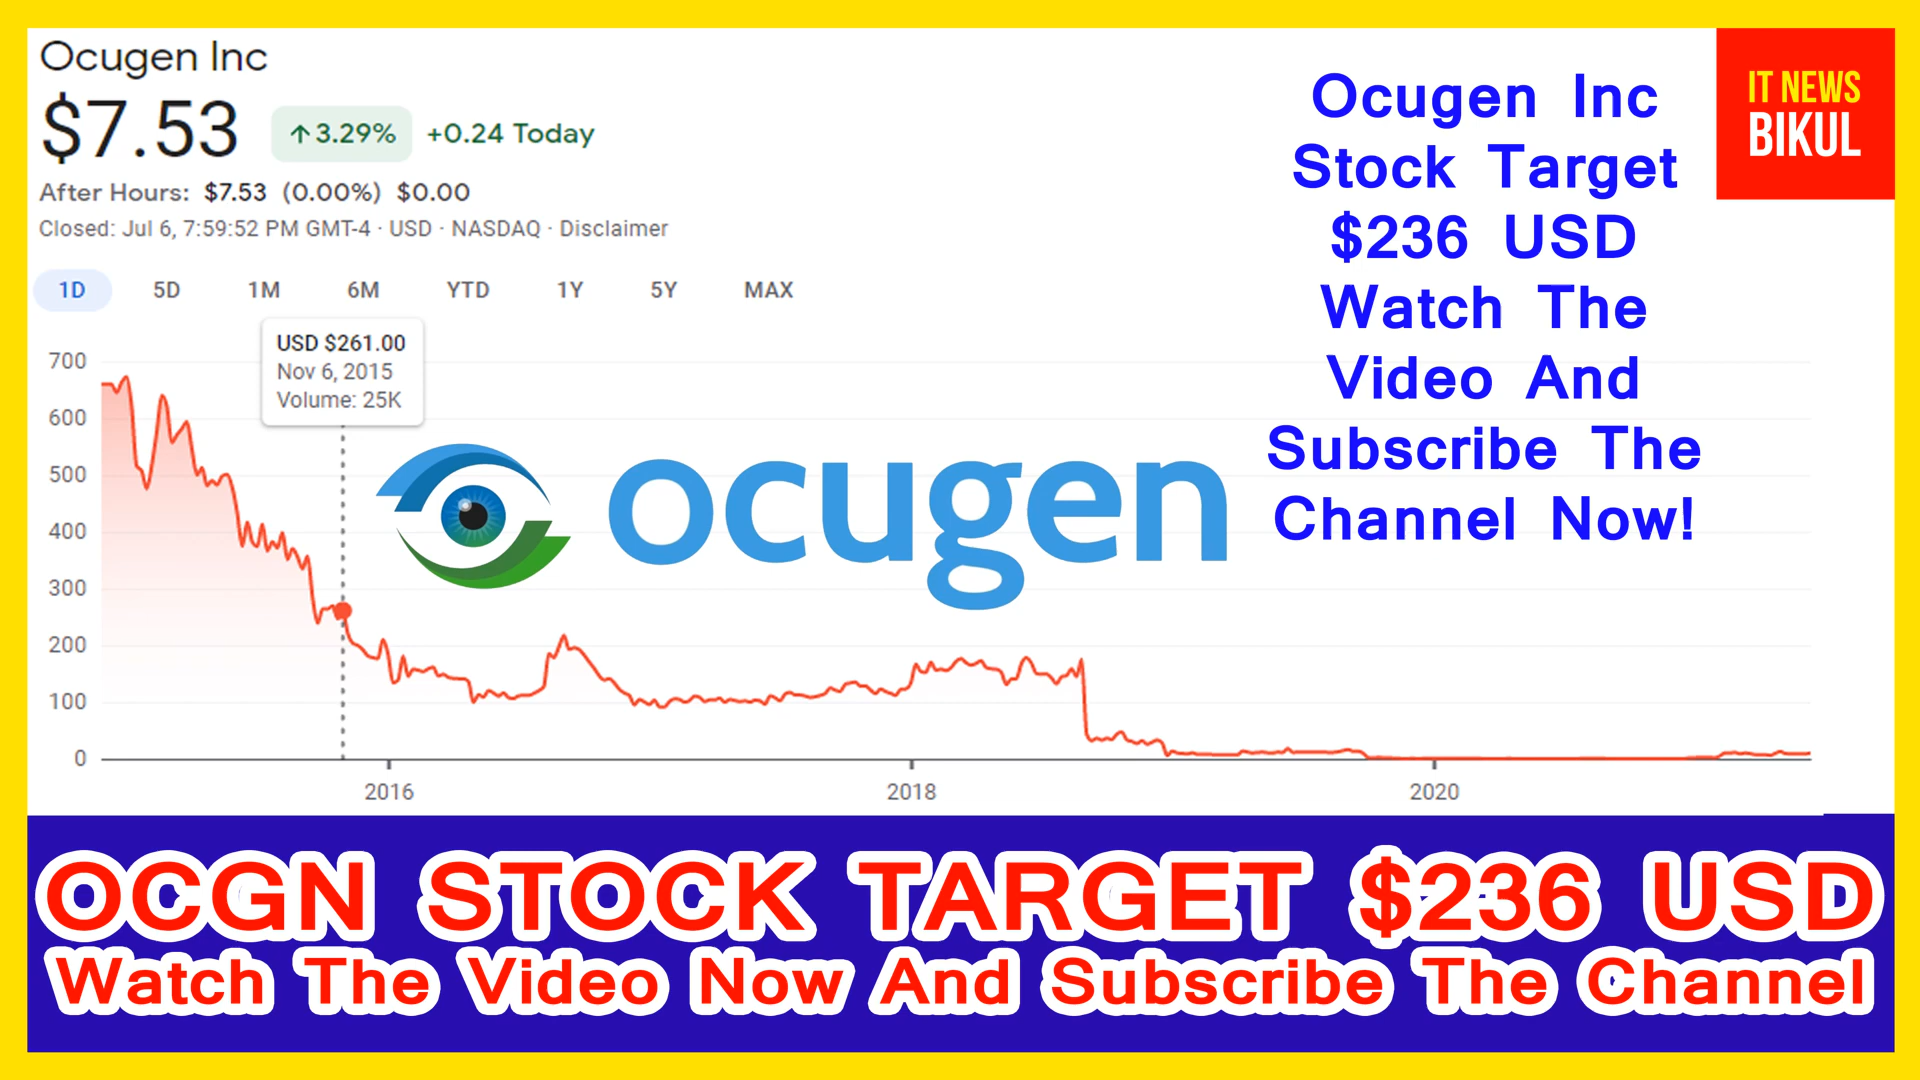 Ocugen Inc
$7.53 ↑3.29% +0.24 Today
After Hours: $7.53 (0.00%) $0.00
Closed: Jul 6, 7:59:52 PM GMT-4 · USD · NASDAQ · Disclaimer
1D 5D 1M 6M YTD 1Y 5Y MAX
USD $261.00
Nov 6, 2015
Volume: 25K
700
600
500
400
300
200
100
0
2016 2018 2020
ocugen
Ocugen Inc
Stock Target
$236 USD
Watch The
Video And
Subscribe The
Channel Now!
IT NEWS
BIKUL
OCGN STOCK TARGET $236 USD
Watch The Video Now And Subscribe The Channel